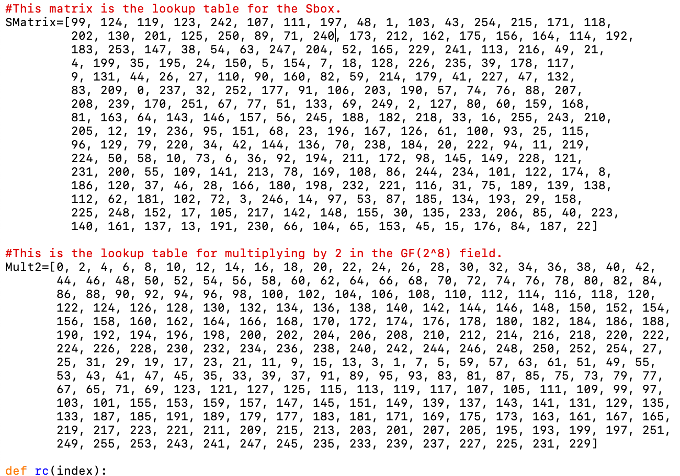 #This matrix is the lookup table for the Sbox.
SMatrix=[99, 124, 119, 123, 242, 107, 111, 197, 48, 1, 103, 43, 254, 215, 171, 118,
202, 130, 201, 125, 250, 89, 71, 240, 173, 212, 162, 175, 156, 164, 114, 192,
183, 253, 147, 38, 54, 63, 247, 204, 52, 165, 229, 241, 113, 216, 49, 21,
4, 199, 35, 195, 24, 150, 5, 154, 7, 18, 128, 226, 235, 39, 178, 117,
9, 131, 44, 26, 27, 110, 90, 160, 82, 59, 214, 179, 41, 227, 47, 132,
83, 209, 0, 237, 32, 252, 177, 91, 106, 203, 190, 57, 74, 76, 88, 207,
208, 239, 170, 251, 67, 77, 51, 133, 69, 249, 2, 127, 80, 60, 159, 168,
81, 163, 64, 143, 146, 157, 56, 245, 188, 182, 218, 33, 16, 255, 243, 210,
205, 12, 19, 236, 95, 151, 68, 23, 196, 167, 126, 61, 100, 93, 25, 115,
96, 129, 79, 220, 34, 42, 144, 136, 70, 238, 184, 20, 222, 94, 11, 219,
224, 50, 58, 10, 73, 6, 36, 92, 194, 211, 172, 98, 145, 149, 228, 121,
231, 200, 55, 109, 141, 213, 78, 169, 108, 86, 244, 234, 101, 122, 174, 8,
186, 120, 37, 46, 28, 166, 180, 198, 232, 221, 116, 31, 75, 189, 139, 138,
112, 62, 181, 102, 72, 3, 246, 14, 97, 53, 87, 185, 134, 193, 29, 158,
225, 248, 152, 17, 105, 217, 142, 148, 155, 30, 135, 233, 206, 85, 40, 223,
140, 161, 137, 13, 191, 230, 66, 104, 65, 153, 45, 15, 176, 84, 187, 22]
#This is the lookup table for multiplying by 2 in the GF(2^8) field.
Mult2=[0, 2, 4, 6, 8, 10, 12, 14, 16, 18, 20, 22, 24, 26, 28, 30, 32, 34, 36, 38, 40, 42,
44, 46, 48, 50, 52, 54, 56, 58, 60, 62, 64, 66, 68, 70, 72, 74, 76, 78, 80, 82, 84,
86, 88, 90, 92, 94, 96, 98, 100, 102, 104, 106, 108, 110, 112, 114, 116, 118, 120,
122, 124, 126, 128, 130, 132, 134, 136, 138, 140, 142, 144, 146, 148, 150, 152, 154,
156, 158, 160, 162, 164, 166, 168, 170, 172, 174, 176, 178, 180, 182, 184, 186, 188,
190, 192, 194, 196, 198, 200, 202, 204, 206, 208, 210, 212, 214, 216, 218, 220, 222,
224, 226, 228, 230, 232, 234, 236, 238, 240, 242, 244, 246, 248, 250, 252, 254, 27,
25, 31, 29, 19, 17, 23, 21, 11, 9, 15, 13, 3, 1, 7, 5, 59, 57, 63, 61, 51, 49, 55,
53, 43, 41, 47, 45, 35, 33, 39, 37, 91, 89, 95, 93, 83, 81, 87, 85, 75, 73, 79, 77,
67, 65, 71, 69, 123, 121, 127, 125, 115, 113, 119, 117, 107, 105, 111, 109, 99, 97,
103, 101, 155, 153, 159, 157, 147, 145, 151, 149, 139, 137, 143, 141, 131, 129, 135,
133, 187, 185, 191, 189, 179, 177, 183, 181, 171, 169, 175, 173, 163, 161, 167, 165,
219, 217, 223, 221, 211, 209, 215, 213, 203, 201, 207, 205, 195, 193, 199, 197, 251,
249, 255, 253, 243, 241, 247, 245, 235, 233, 239, 237, 227, 225, 231, 229]
def rc(index):